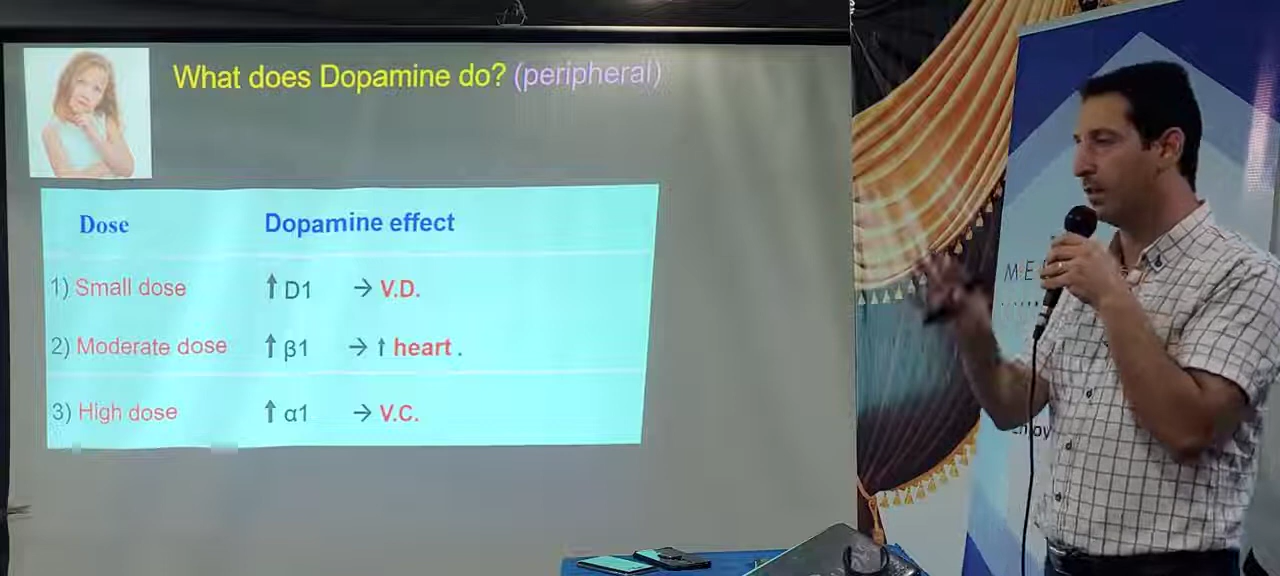 What does Dopamine do? (peripheral)
Dose Dopamine effect
1) Small dose ↑ D1 → V.D.
2) Moderate dose ↑ β1 → ↑ heart .
3) High dose ↑ α1 → V.C.